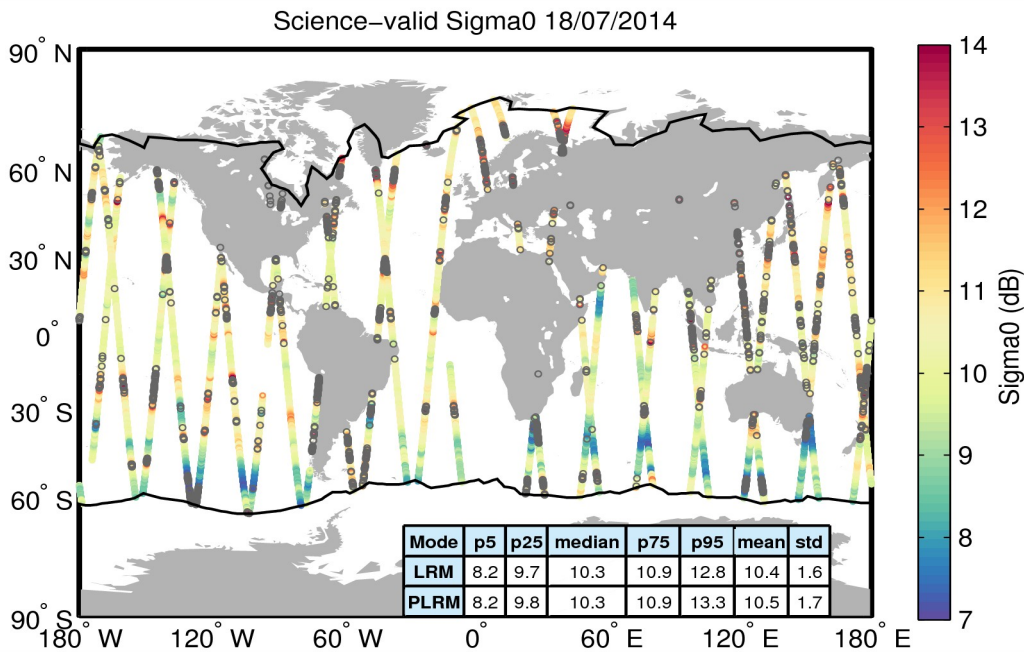 Science−valid Sigma0 18/07/2014
90° N
60° N
30° N
0°
30° S
60° S
90° S
180° W 120° W 60° W 0° 60° E 120° E 180° E
Mode p5 p25 median p75 p95 mean std
LRM 8.2 9.7 10.3 10.9 12.8 10.4 1.6
PLRM 8.2 9.8 10.3 10.9 13.3 10.5 1.7
14
13
12
11
10
9
8
7
Sigma0 (dB)